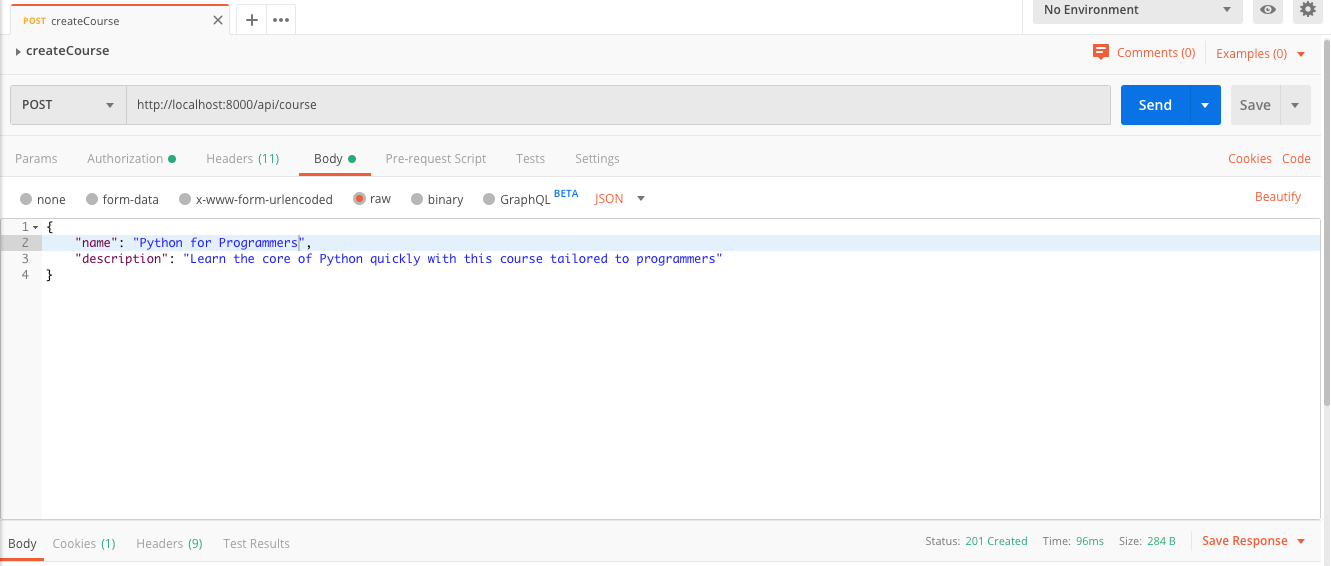 POST createCourse
No Environment
createCourse
Comments (0) Examples (0)
POST http://localhost:8000/api/course Send Save
Params Authorization Headers (11) Body Pre-request Script Tests Settings Cookies Code
none form-data x-www-form-urlencoded raw binary GraphQL BETA JSON Beautify
1 {
2 "name": "Python for Programmers",
3 "description": "Learn the core of Python quickly with this course tailored to programmers"
4 }
Body Cookies (1) Headers (9) Test Results Status: 201 Created Time: 96ms Size: 284 B Save Response